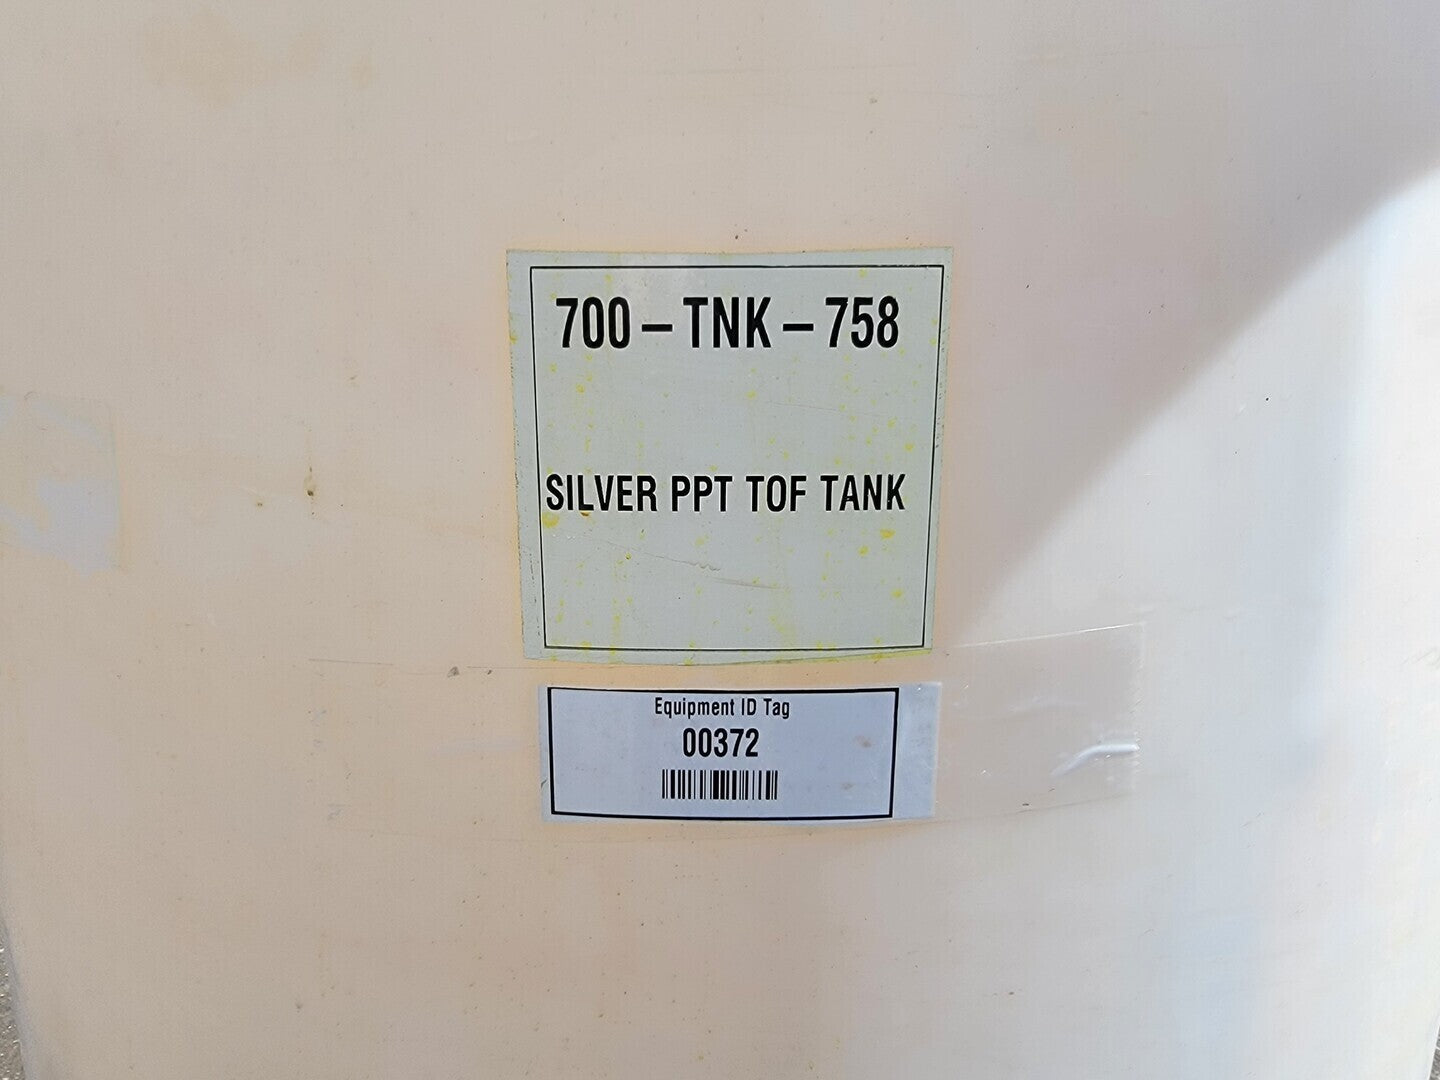 700 – TNK – 758
SILVER PPT TOF TANK
Equipment ID Tag
00372